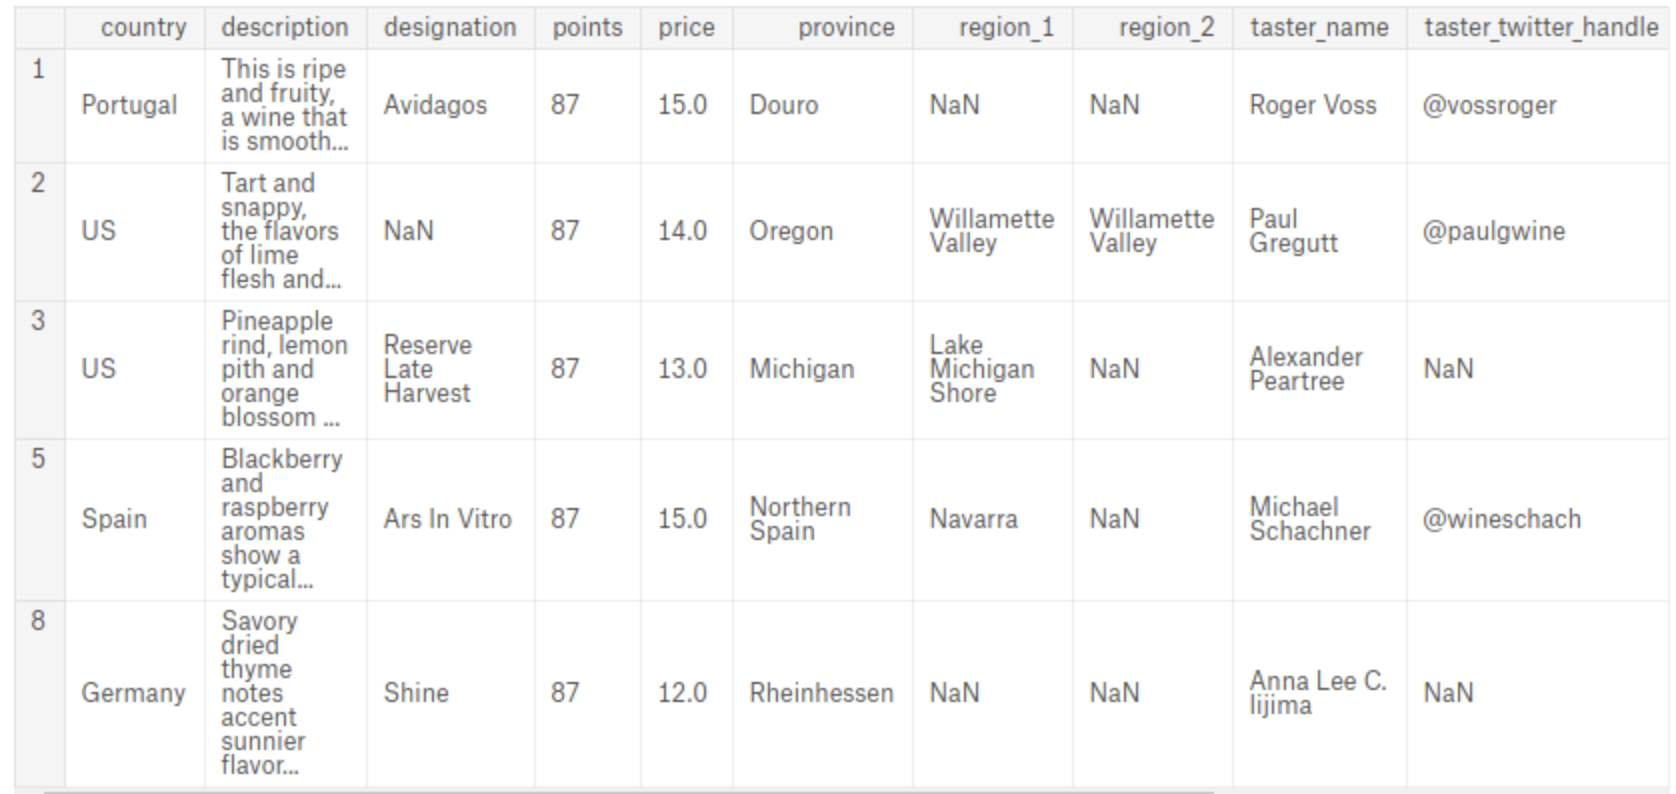 country description designation points price province region_1 region_2 taster_name taster_twitter_handle
1
Portugal
This is ripe
and fruity,
a wine that
is smooth...
Avidagos
87
15.0
Douro
NaN
NaN
Roger Voss
@vossroger
2
US
Tart and
snappy,
the flavors
of lime
flesh and...
NaN
87
14.0
Oregon
Willamette
Valley
Willamette
Valley
Paul
Gregutt
@paulgwine
3
US
Pineapple
rind, lemon
pith and
orange
blossom ...
Reserve
Late
Harvest
87
13.0
Michigan
Lake
Michigan
Shore
NaN
Alexander
Peartree
NaN
5
Spain
Blackberry
and
raspberry
aromas
show a
typical...
Ars In Vitro
87
15.0
Northern
Spain
Navarra
NaN
Michael
Schachner
@wineschach
8
Germany
Savory
dried
thyme
notes
accent
sunnier
flavor...
Shine
87
12.0
Rheinhessen
NaN
NaN
Anna Lee C.
Iijima
NaN